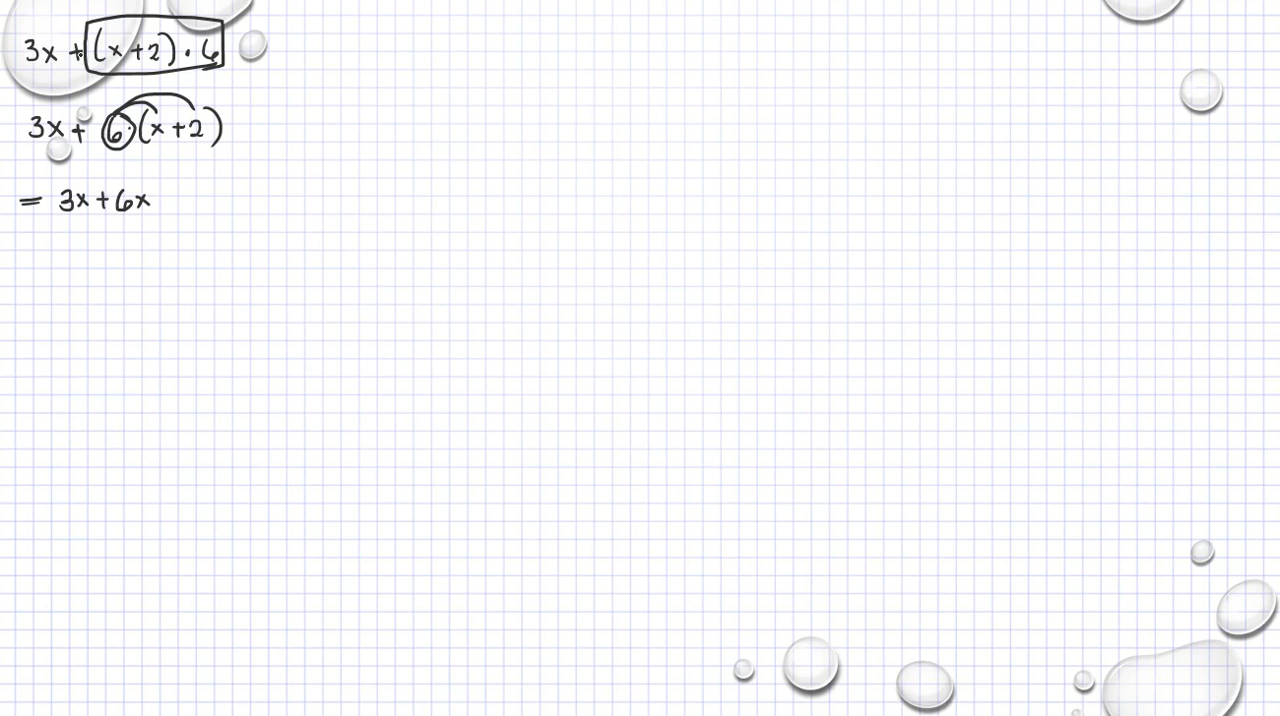 3x + (x+2) · 6
3x + 6·(x+2)
= 3x + 6x